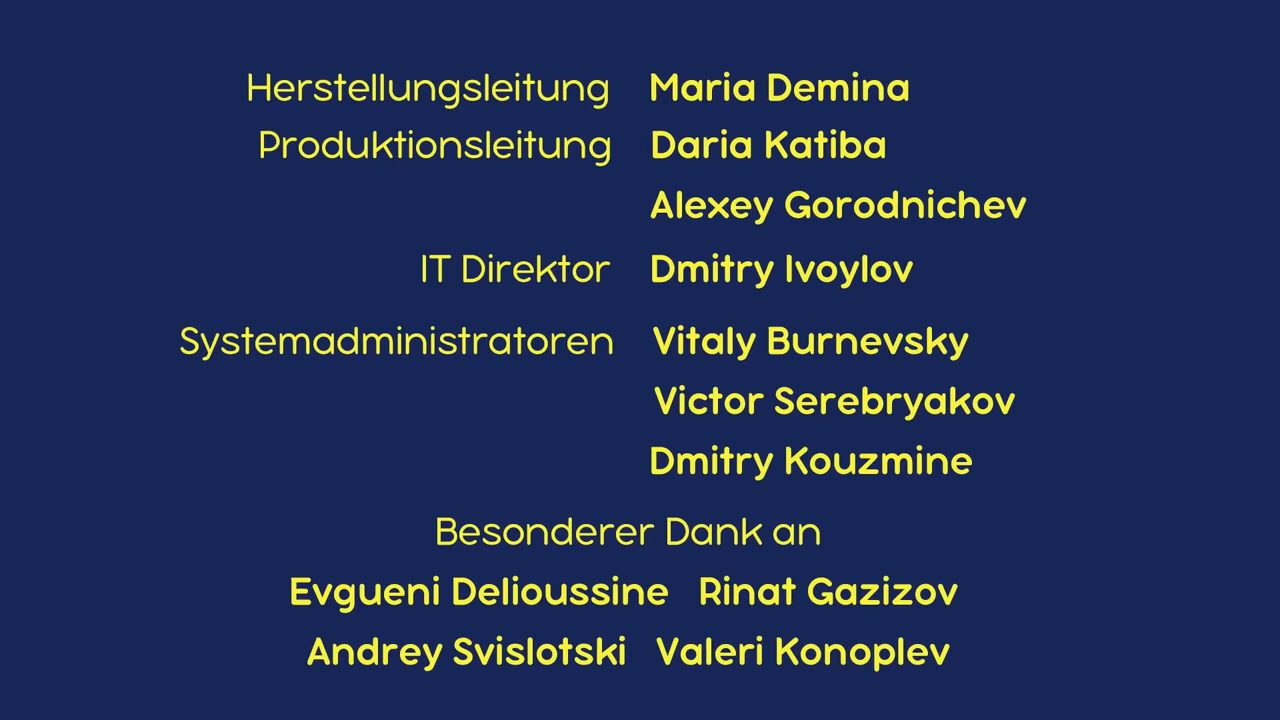 Herstellungsleitung Maria Demina
Produktionsleitung Daria Katiba
Alexey Gorodnichev
IT Direktor Dmitry Ivoylov
Systemadministratoren Vitaly Burnevsky
Victor Serebryakov
Dmitry Kouzmine
Besonderer Dank an
Evgueni Delioussine Rinat Gazizov
Andrey Svislotski Valeri Konoplev